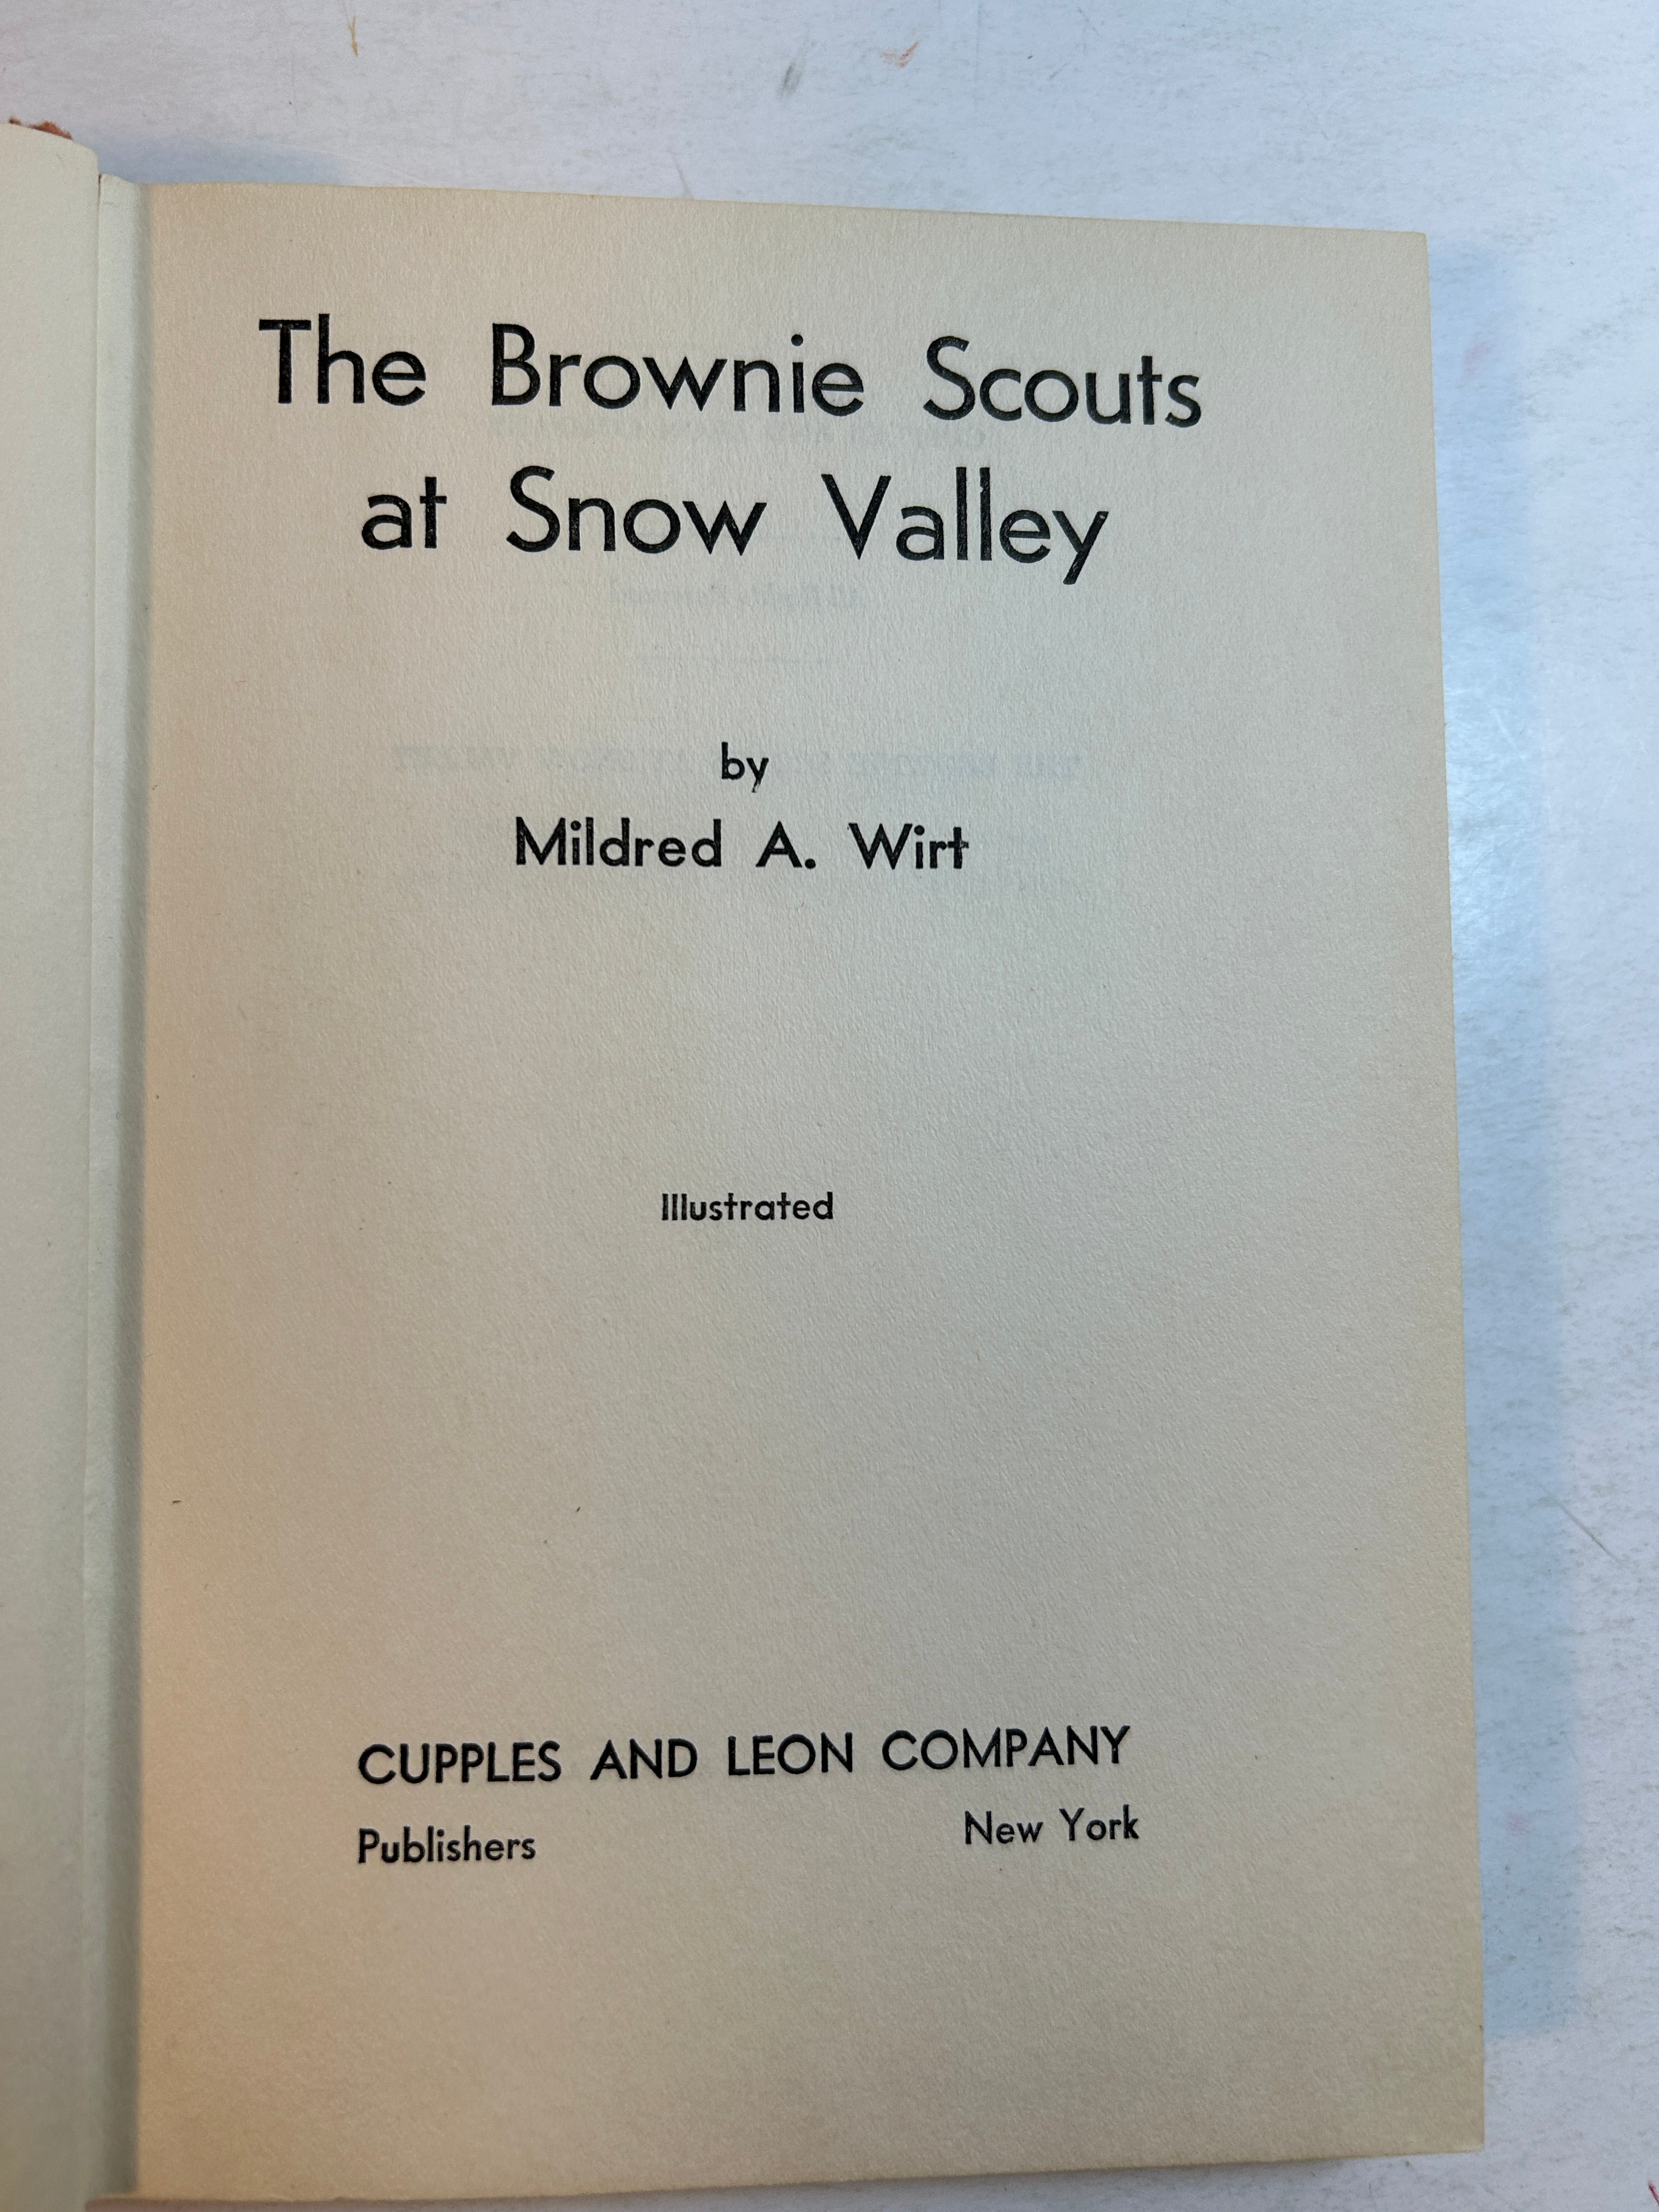 The Brownie Scouts
at Snow Valley
by
Mildred A. Wirt
Illustrated
CUPPLES AND LEON COMPANY
Publishers New York